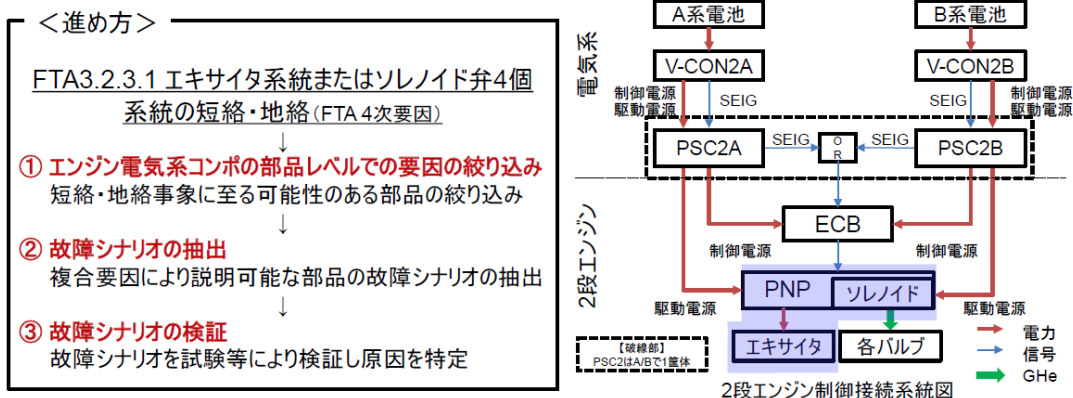 ＜進め方＞
FTA3.2.3.1 エキサイタ系統またはソレノイド弁4個
系統の短絡・地絡(FTA 4次要因)
↓
① エンジン電気系コンポの部品レベルでの要因の絞り込み
短絡・地絡事象に至る可能性のある部品の絞り込み
↓
② 故障シナリオの抽出
複合要因により説明可能な部品の故障シナリオの抽出
↓
③ 故障シナリオの検証
故障シナリオを試験等により検証し原因を特定
電気系
A系電池
B系電池
V-CON2A
V-CON2B
制御電源
駆動電源
SEIG
SEIG
制御電源
駆動電源
PSC2A
SEIG
OR
SEIG
PSC2B
2段エンジン
ECB
制御電源
制御電源
PNP
ソレノイド
駆動電源
駆動電源
エキサイタ
各バルブ
【破線部】
PSC2はA/Bで1筐体
電力
信号
GHe
2段エンジン制御接続系統図